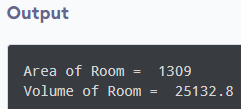 Output
Area of Room =  1309
Volume of Room =  25132.8